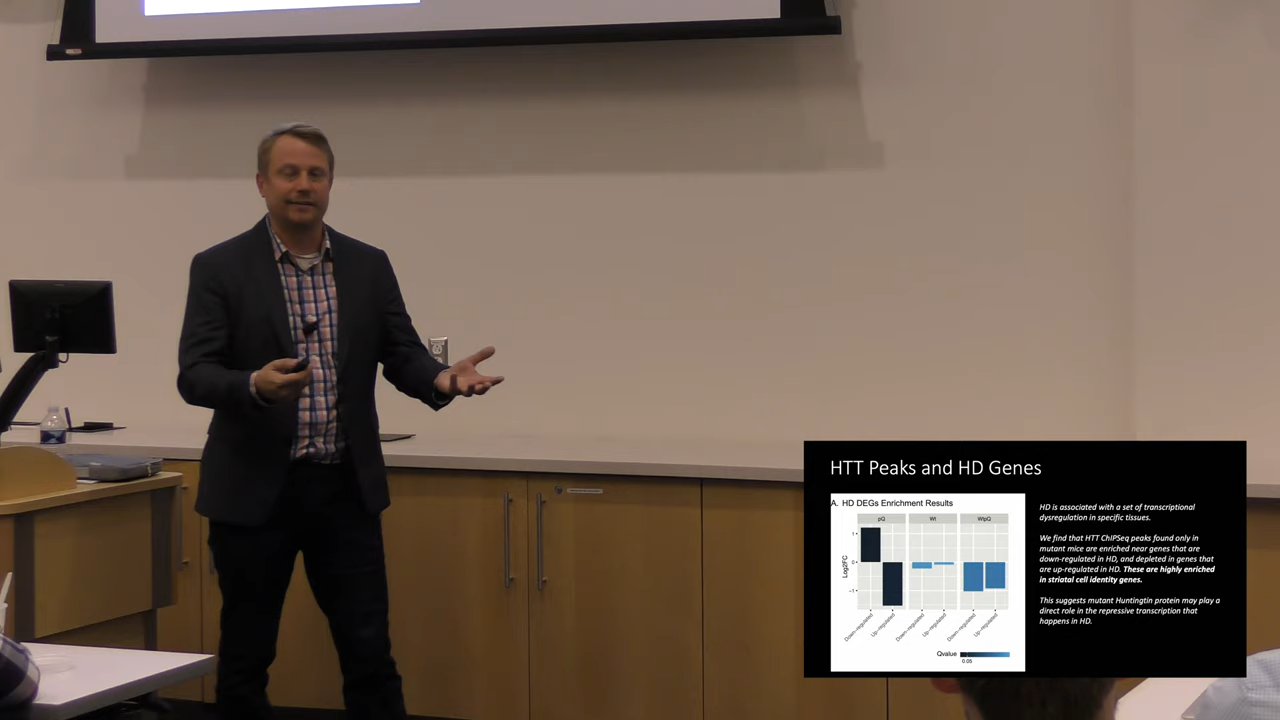 HTT Peaks and HD Genes
A. HD DEGs Enrichment Results
pQ Wt WtpQ
Log2FC
1
0
-1
Down-regulated Up-regulated Down-regulated Up-regulated Down-regulated Up-regulated
Qvalue
0.05
HD is associated with a set of transcriptional
dysregulation in specific tissues.
We find that HTT ChIPSeq peaks found only in
mutant mice are enriched near genes that are
down-regulated in HD, and depleted in genes that
are up-regulated in HD. These are highly enriched
in striatal cell identity genes.
This suggests mutant Huntingtin protein may play a
direct role in the repressive transcription that
happens in HD.